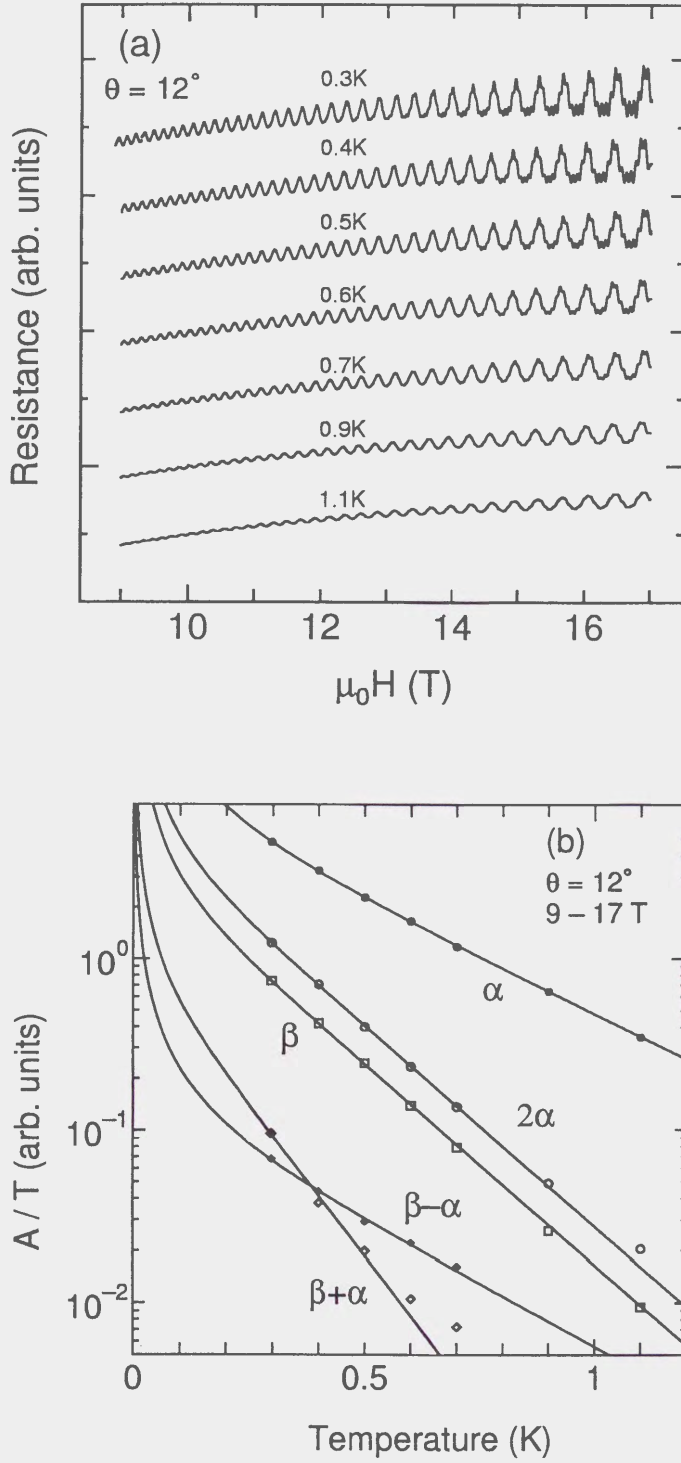 (a)
θ = 12°
0.3K
0.4K
0.5K
0.6K
0.7K
0.9K
1.1K
Resistance (arb. units)
10 12 14 16
μ₀H (T)
(b)
θ = 12°
9 – 17 T
α
β
2α
β−α
β+α
10⁰
10⁻¹
10⁻²
A / T (arb. units)
0 0.5 1
Temperature (K)